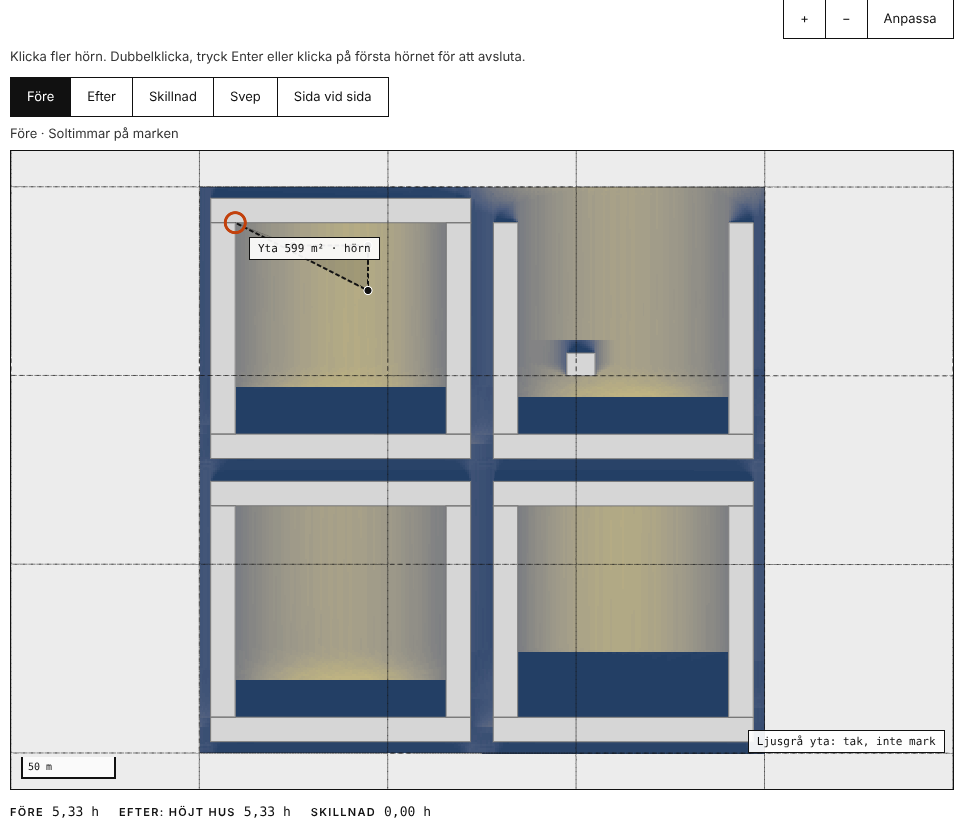 + − Anpassa
Klicka fler hörn. Dubbelklicka, tryck Enter eller klicka på första hörnet för att avsluta.
Före Efter Skillnad Svep Sida vid sida
Före · Soltimmar på marken
Yta 599 m² · hörn
Ljusgrå yta: tak, inte mark
50 m
FÖRE 5,33 h EFTER: HÖJT HUS 5,33 h SKILLNAD 0,00 h